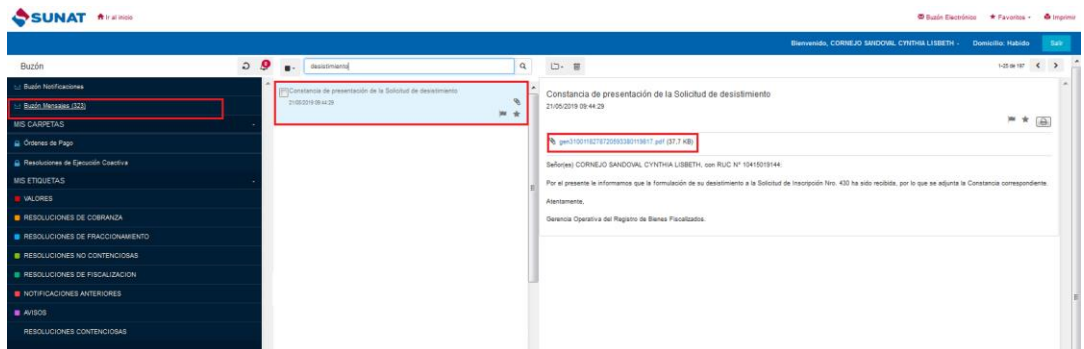 SUNAT Ir al inicio
Buzón Electrónico Favoritos Imprimir
Bienvenido, CORNEJO SANDOVAL CYNTHIA LISBETH - Domicilio: Habido Salir
Buzón
desistimiento
1-25 de 197
Buzón Notificaciones
Buzón Mensajes (323)
MIS CARPETAS
Órdenes de Pago
Resoluciones de Ejecución Coactiva
MIS ETIQUETAS
VALORES
RESOLUCIONES DE COBRANZA
RESOLUCIONES DE FRACCIONAMIENTO
RESOLUCIONES NO CONTENCIOSAS
RESOLUCIONES DE FISCALIZACION
NOTIFICACIONES ANTERIORES
AVISOS
RESOLUCIONES CONTENCIOSAS
Constancia de presentación de la Solicitud de desistimiento
21/05/2019 09:44:29
Constancia de presentación de la Solicitud de desistimiento
21/05/2019 09:44:29
(37.7 KB)
Señor(es) CORNEJO SANDOVAL CYNTHIA LISBETH, con RUC N° 10415019144:
Por el presente le informamos que la formulación de su desistimiento a la Solicitud de Inscripción Nro. 430 ha sido recibida, por lo que se adjunta la Constancia correspondiente.
Atentamente,
Gerencia Operativa del Registro de Bienes Fiscalizados.